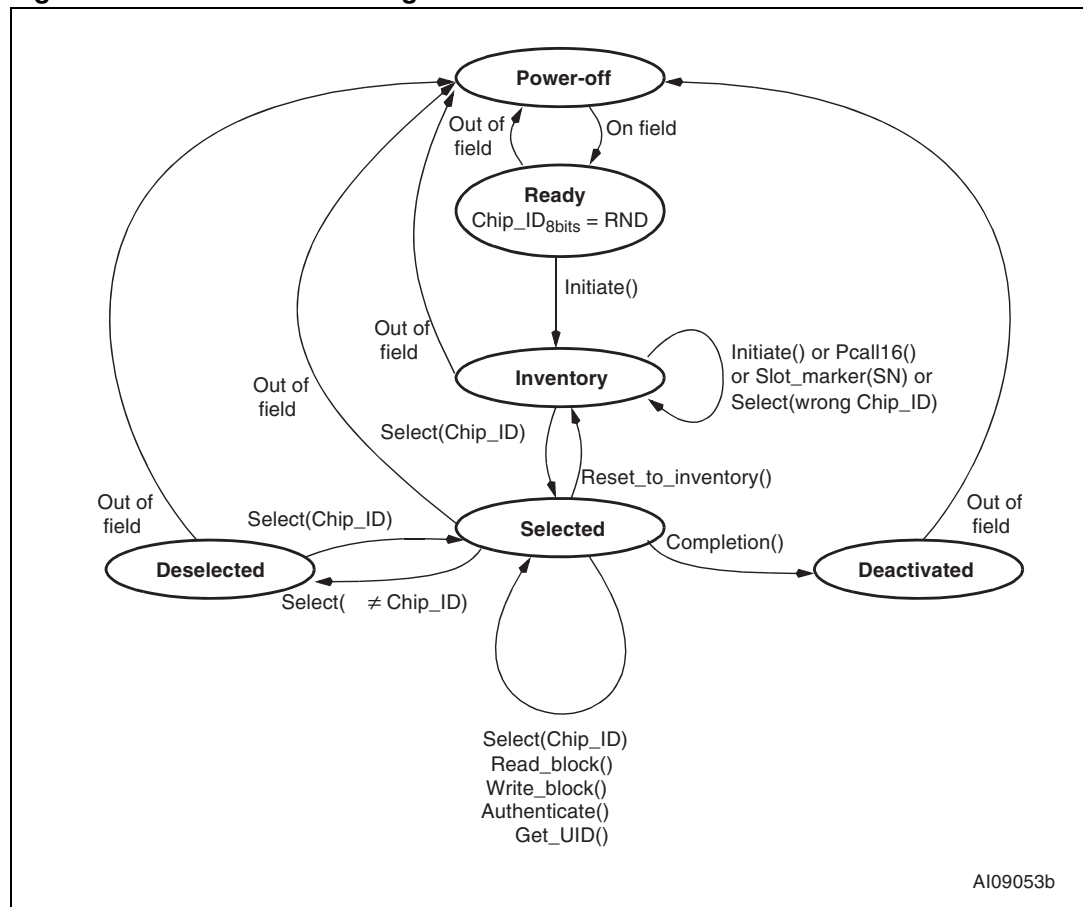 Power-off
Out of
field
On field
Ready
Chip_ID8bits = RND
Initiate()
Out of
field
Inventory
Initiate() or Pcall16()
or Slot_marker(SN) or
Select(wrong Chip_ID)
Out of
field
Select(Chip_ID)
Reset_to_inventory()
Out of
field
Select(Chip_ID)
Selected
Completion()
Out of
field
Deselected
Deactivated
Select( ≠ Chip_ID)
Select(Chip_ID)
Read_block()
Write_block()
Authenticate()
Get_UID()
AI09053b